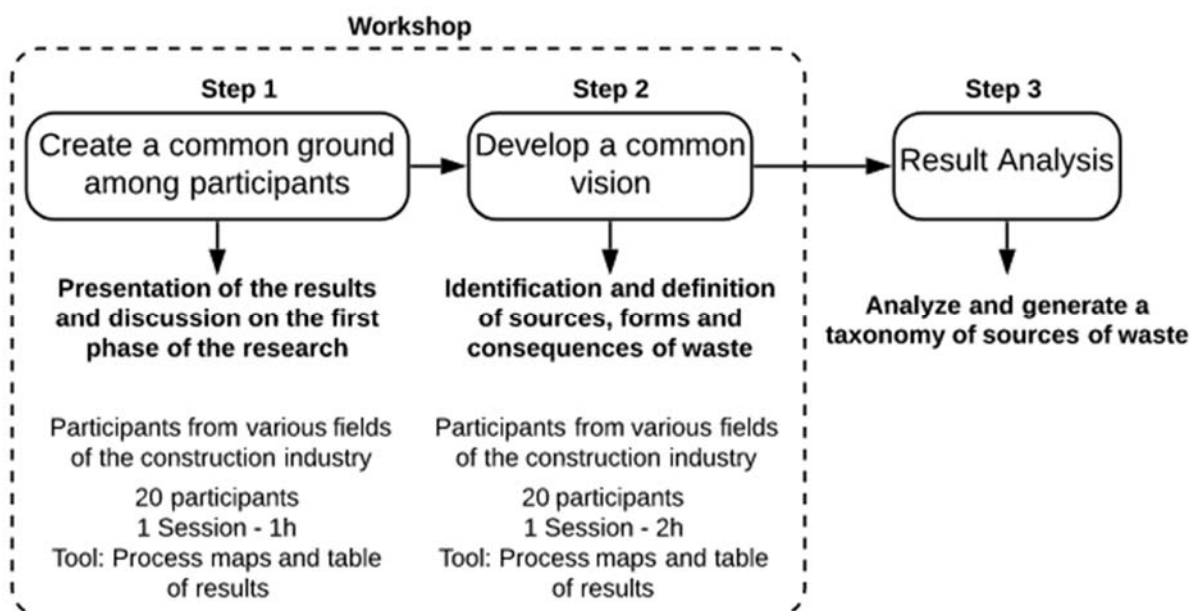 Workshop
Step 1
Create a common ground
among participants
Presentation of the results
and discussion on the first
phase of the research
Participants from various fields
of the construction industry
20 participants
1 Session - 1h
Tool: Process maps and table
of results
Step 2
Develop a common
vision
Identification and definition
of sources, forms and
consequences of waste
Participants from various fields
of the construction industry
20 participants
1 Session - 2h
Tool: Process maps and table
of results
Step 3
Result Analysis
Analyze and generate a
taxonomy of sources of waste